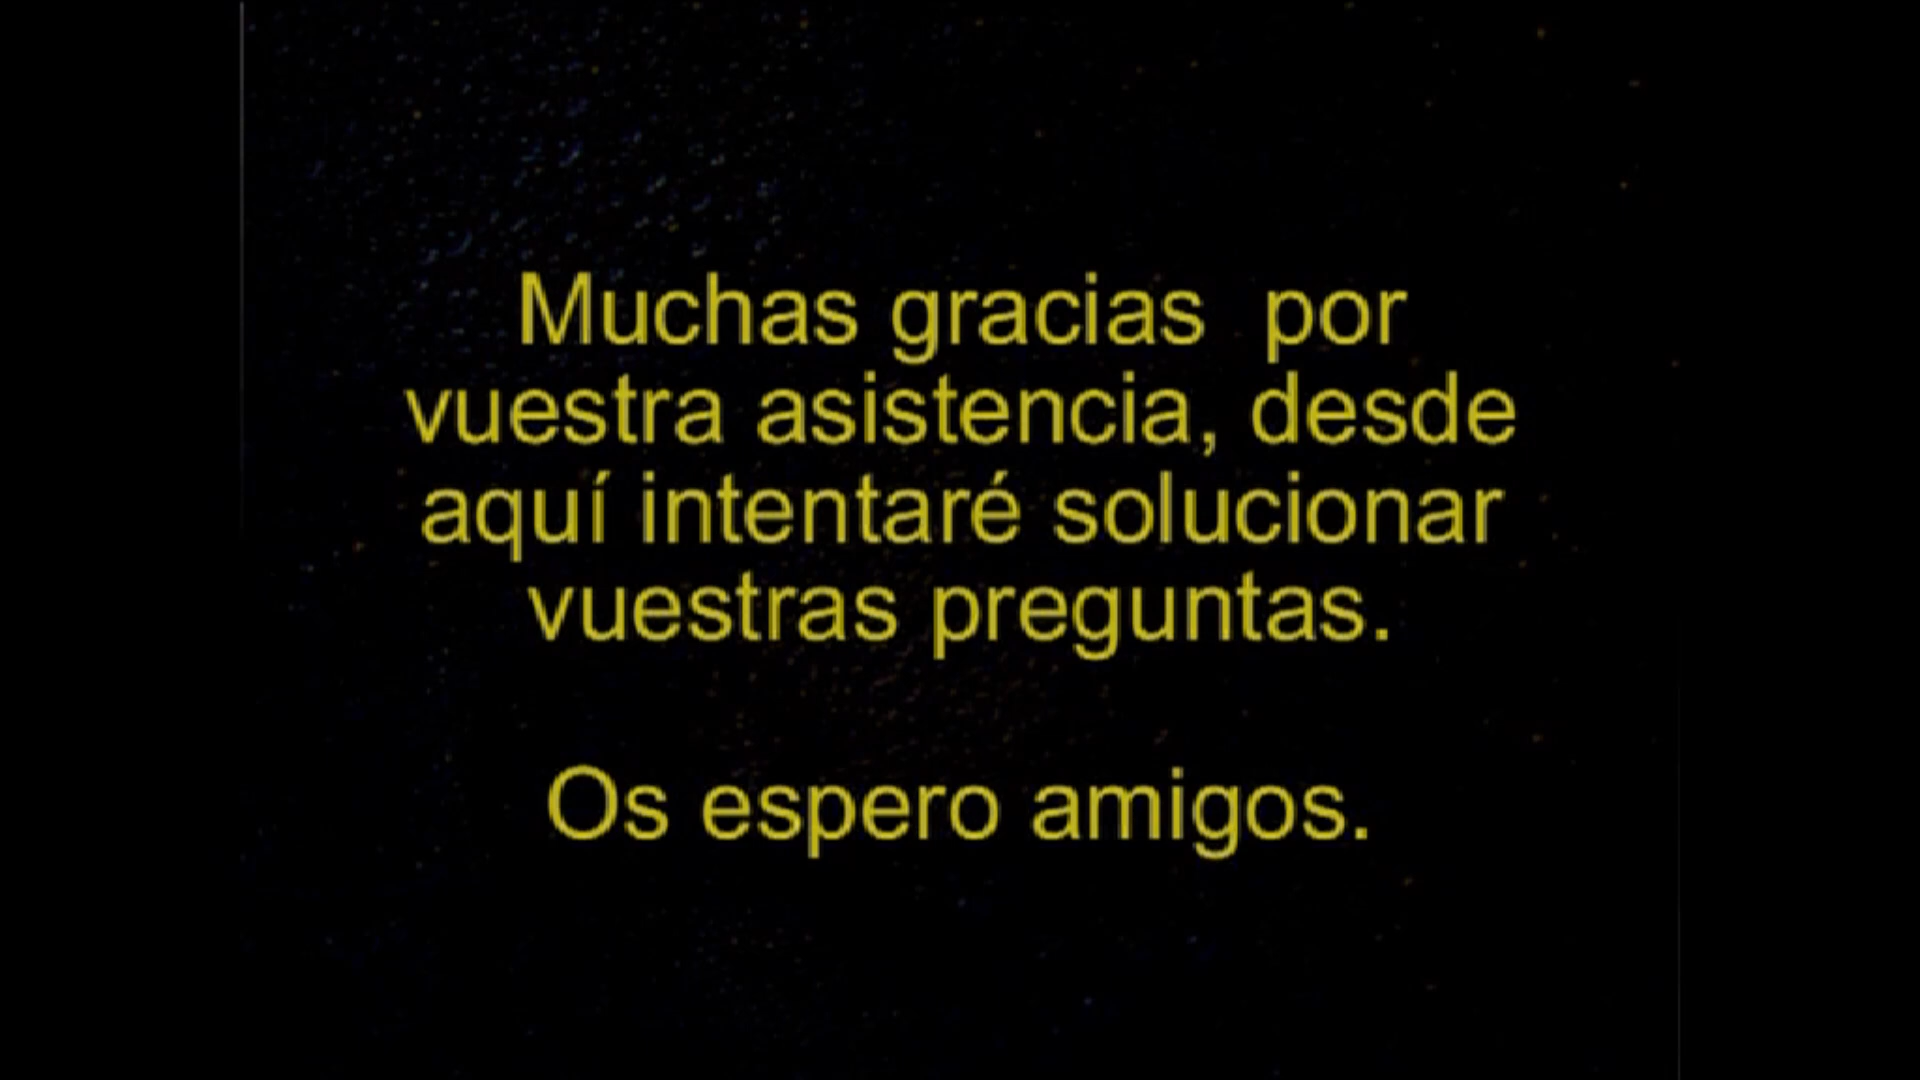 Muchas gracias  por
vuestra asistencia, desde
aquí intentaré solucionar
vuestras preguntas.
Os espero amigos.